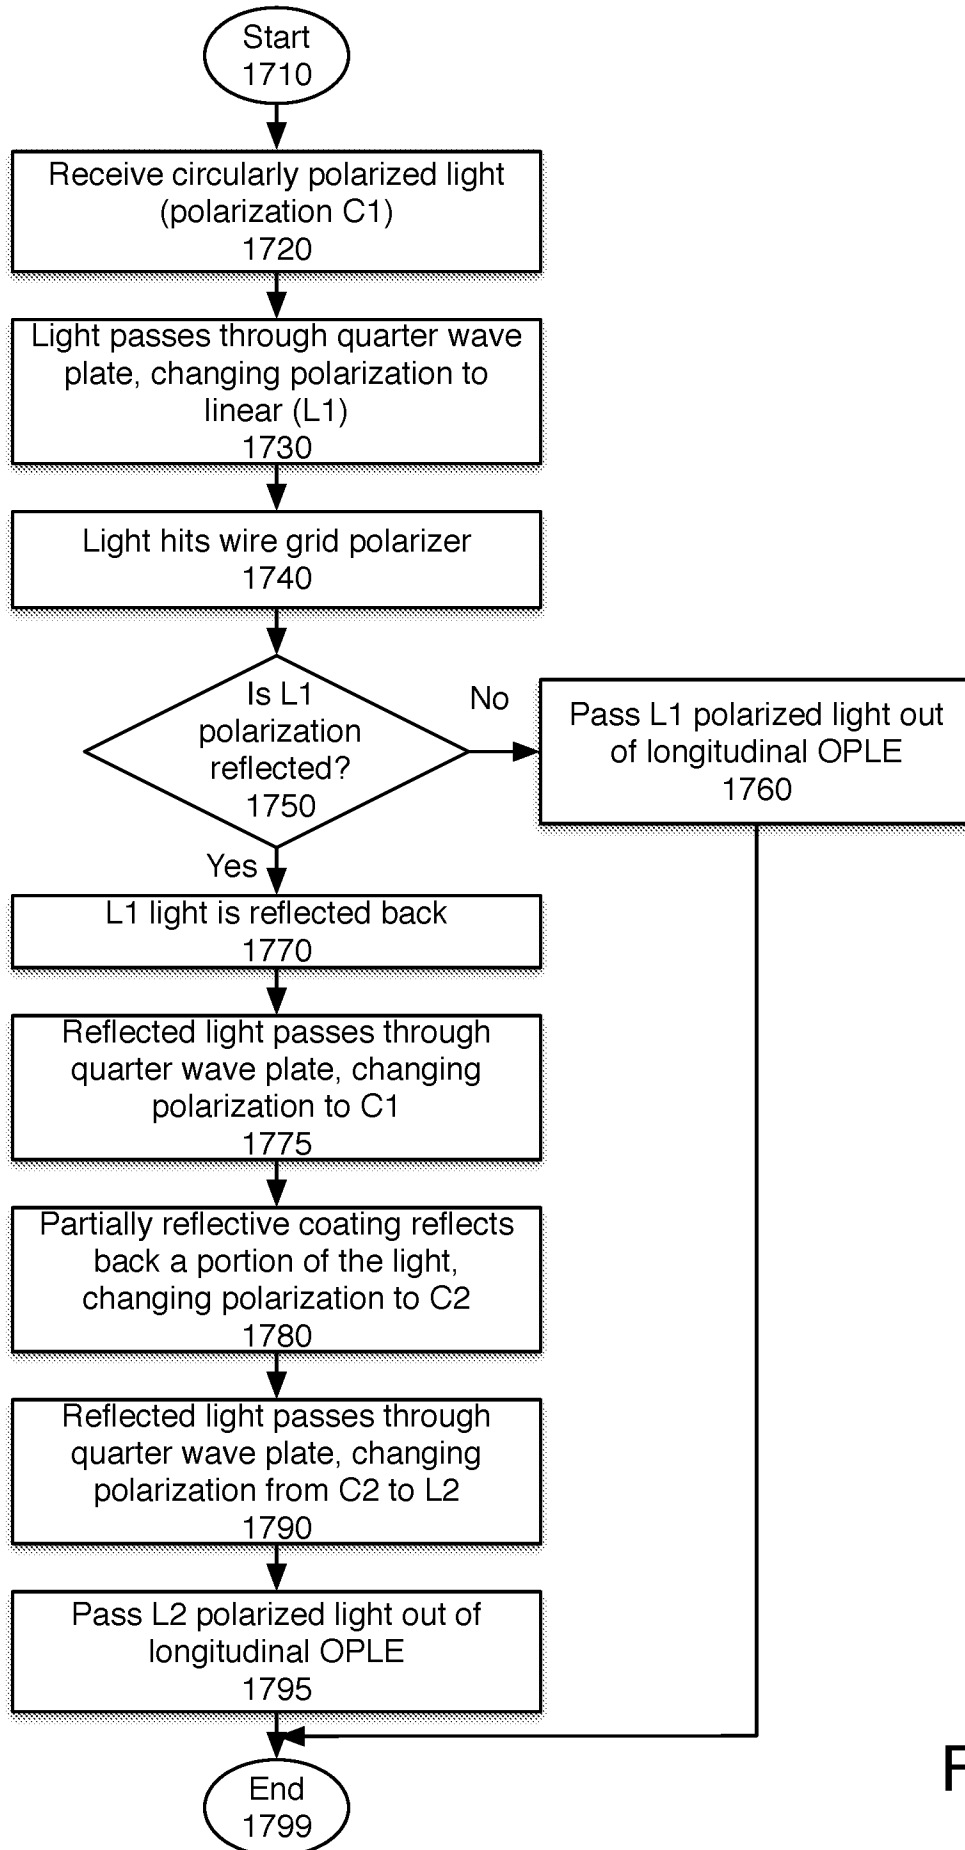 Start
1710
Receive circularly polarized light
(polarization C1)
1720
Light passes through quarter wave
plate, changing polarization to
linear (L1)
1730
Light hits wire grid polarizer
1740
Is L1
polarization
reflected?
1750
No
Pass L1 polarized light out
of longitudinal OPLE
1760
Yes
L1 light is reflected back
1770
Reflected light passes through
quarter wave plate, changing
polarization to C1
1775
Partially reflective coating reflects
back a portion of the light,
changing polarization to C2
1780
Reflected light passes through
quarter wave plate, changing
polarization from C2 to L2
1790
Pass L2 polarized light out of
longitudinal OPLE
1795
End
1799
F